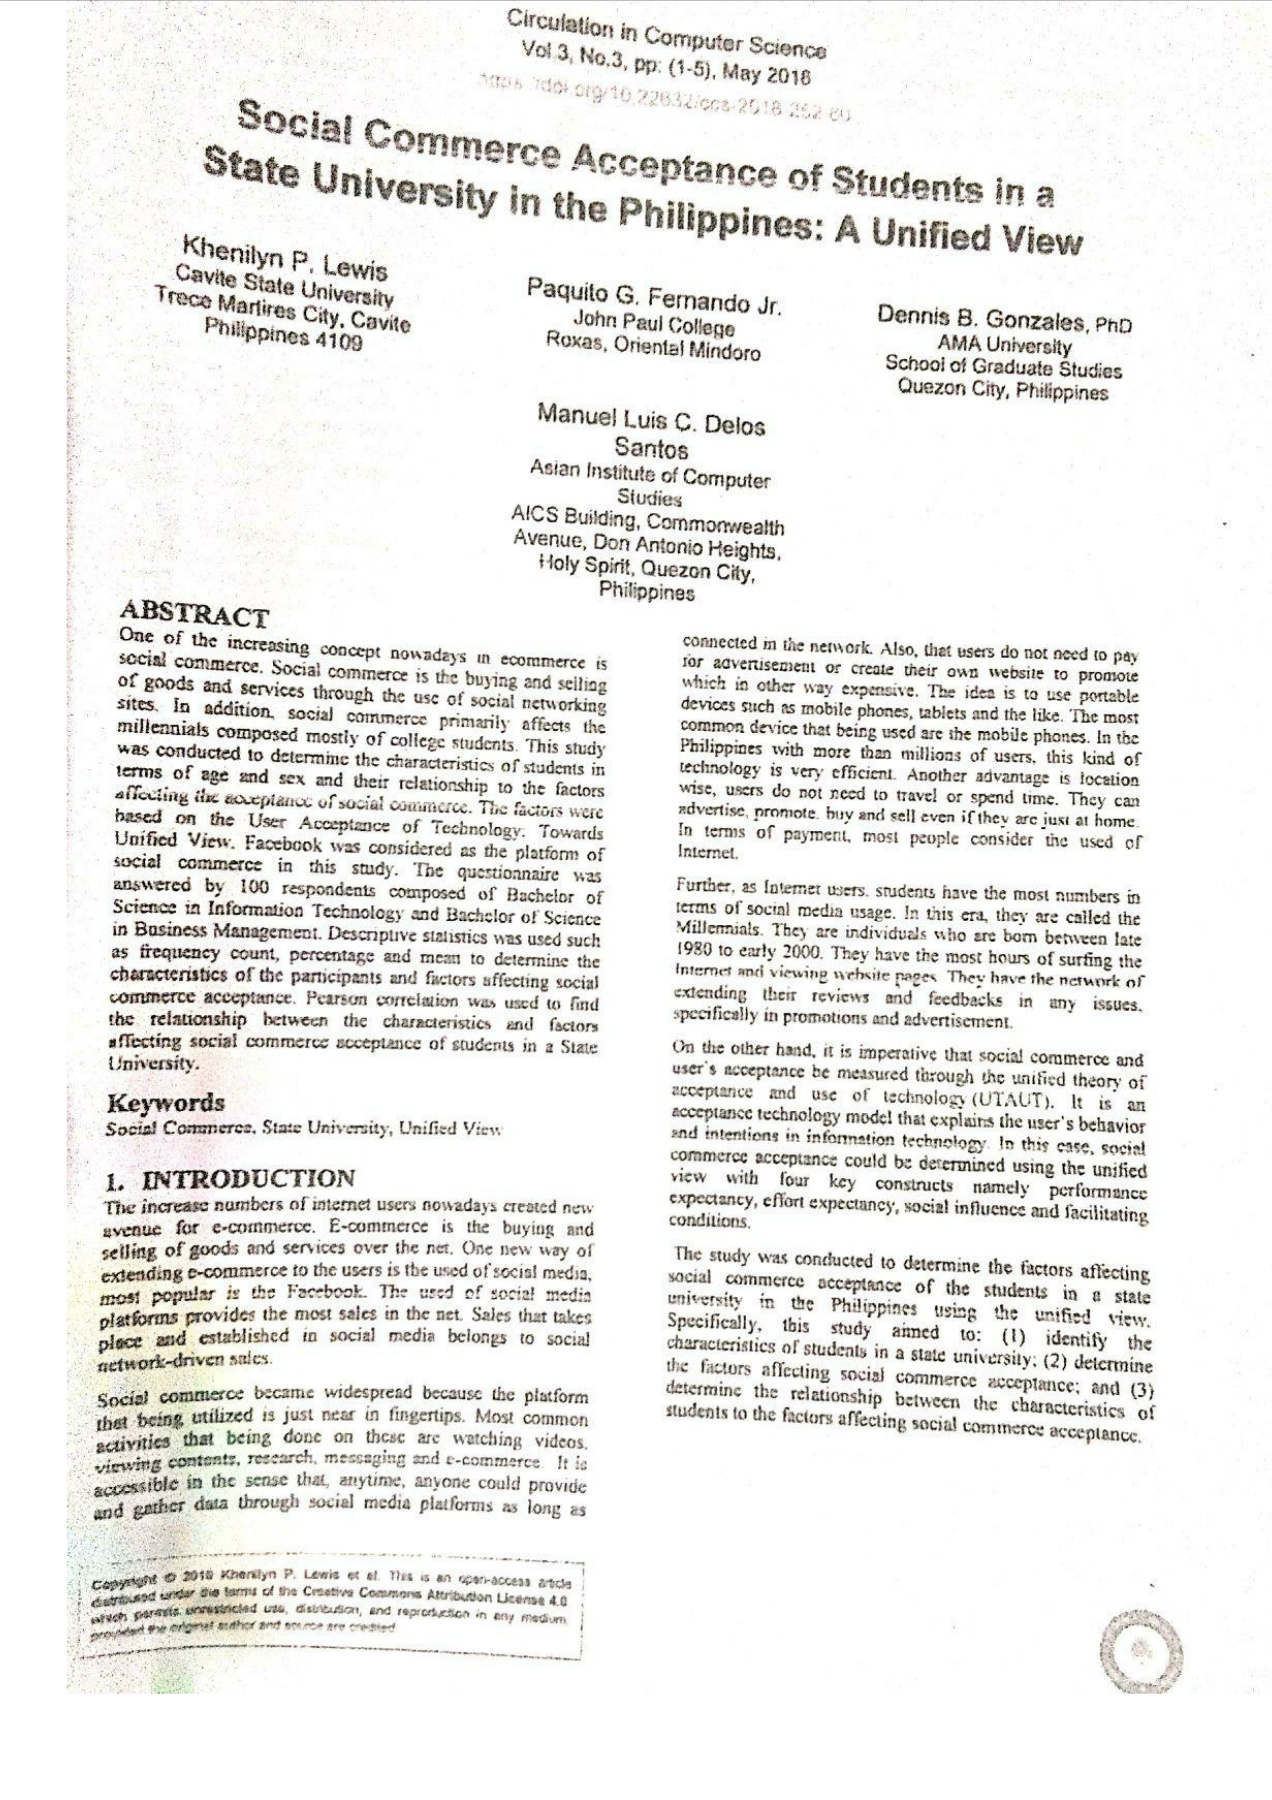 Circulation in Computer Science
Vol.3, No.3, pp: (1-5), May 2018
https://doi.org/10.22632/ccs-2018-252-80
Social Commerce Acceptance of Students in a
State University in the Philippines: A Unified View
Khenilyn P. Lewis
Cavite State University
Trece Martires City, Cavite
Philippines 4109
Paquito G. Fernando Jr.
John Paul College
Roxas, Oriental Mindoro
Dennis B. Gonzales, PhD
AMA University
School of Graduate Studies
Quezon City, Philippines
Manuel Luis C. Delos
Santos
Asian Institute of Computer
Studies
AICS Building, Commonwealth
Avenue, Don Antonio Heights,
Holy Spirit, Quezon City,
Philippines
ABSTRACT
One of the increasing concept nowadays in ecommerce is
social commerce. Social commerce is the buying and selling
of goods and services through the use of social networking
sites. In addition, social commerce primarily affects the
millennials composed mostly of college students. This study
was conducted to determine the characteristics of students in
terms of age and sex and their relationship to the factors
affecting the acceptance of social commerce. The factors were
based on the User Acceptance of Technology: Towards
Unified View. Facebook was considered as the platform of
social commerce in this study. The questionnaire was
answered by 100 respondents composed of Bachelor of
Science in Information Technology and Bachelor of Science
in Business Management. Descriptive statistics was used such
as frequency count, percentage and mean to determine the
characteristics of the participants and factors affecting social
commerce acceptance. Pearson correlation was used to find
the relationship between the characteristics and factors
affecting social commerce acceptance of students in a State
University.
Keywords
Social Commerce, State University, Unified View
1. INTRODUCTION
The increase numbers of internet users nowadays created new
avenue for e-commerce. E-commerce is the buying and
selling of goods and services over the net. One new way of
extending e-commerce to the users is the used of social media,
most popular is the Facebook. The used of social media
platforms provides the most sales in the net. Sales that takes
place and established in social media belongs to social
network-driven sales.
Social commerce became widespread because the platform
that being utilized is just near in fingertips. Most common
activities that being done on these are watching videos,
viewing contents, research, messaging and e-commerce. It is
accessible in the sense that, anytime, anyone could provide
and gather data through social media platforms as long as
connected in the network. Also, that users do not need to pay
for advertisement or create their own website to promote
which in other way expensive. The idea is to use portable
devices such as mobile phones, tablets and the like. The most
common device that being used are the mobile phones. In the
Philippines with more than millions of users, this kind of
technology is very efficient. Another advantage is location
wise, users do not need to travel or spend time. They can
advertise, promote, buy and sell even if they are just at home.
In terms of payment, most people consider the used of
Internet.
Further, as Internet users, students have the most numbers in
terms of social media usage. In this era, they are called the
Millennials. They are individuals who are born between late
1980 to early 2000. They have the most hours of surfing the
Internet and viewing website pages. They have the network of
extending their reviews and feedbacks in any issues,
specifically in promotions and advertisement.
On the other hand, it is imperative that social commerce and
user's acceptance be measured through the unified theory of
acceptance and use of technology (UTAUT). It is an
acceptance technology model that explains the user's behavior
and intentions in information technology. In this case, social
commerce acceptance could be determined using the unified
view with four key constructs namely performance
expectancy, effort expectancy, social influence and facilitating
conditions.
The study was conducted to determine the factors affecting
social commerce acceptance of the students in a state
university in the Philippines using the unified view.
Specifically, this study aimed to: (1) identify the
characteristics of students in a state university; (2) determine
the factors affecting social commerce acceptance; and (3)
determine the relationship between the characteristics of
students to the factors affecting social commerce acceptance.
Copyright © 2018 Khenilyn P. Lewis et al. This is an open-access article
distributed under the terms of the Creative Commons Attribution License 4.0
which permits unrestricted use, distribution, and reproduction in any medium,
provided the original author and source are credited